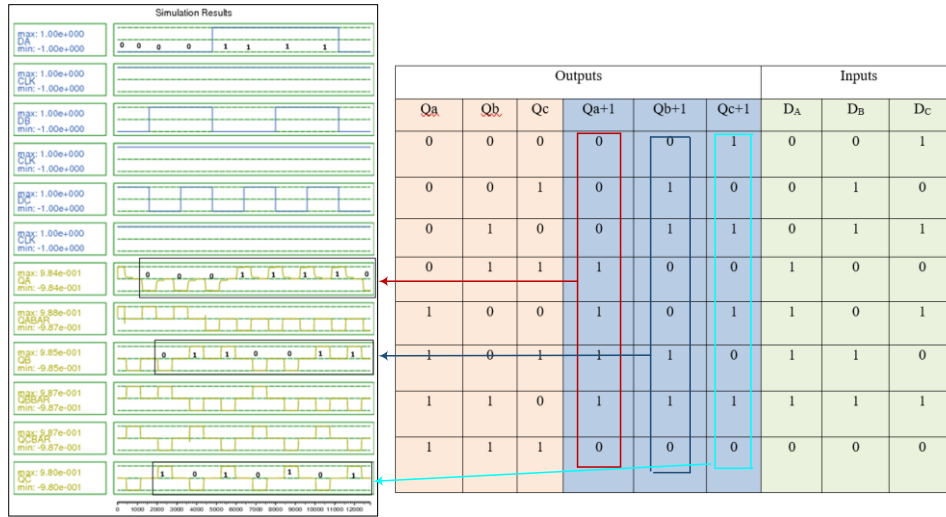 Simulation Results
max: 1.00e+000
DA
min: -1.00e+000
0 0 0 0 1 1 1 1
max: 1.00e+000
CLK
min: -1.00e+000
max: 1.00e+000
DB
min: -1.00e+000
max: 1.00e+000
CLK
min: -1.00e+000
max: 1.00e+000
DC
min: -1.00e+000
max: 1.00e+000
CLK
min: -1.00e+000
max: 9.84e-001
QA
min: -9.84e-001
0 0 0 1 1 1 1 0
max: 9.88e-001
QABAR
min: -9.87e-001
max: 9.85e-001
QB
min: -9.85e-001
0 1 1 0 0 1 1
max: 9.87e-001
QBBAR
min: -9.87e-001
max: 9.87e-001
QCBAR
min: -9.87e-001
max: 9.80e-001
QC
min: -9.80e-001
1 0 1 0 1 0 1
0 1000 2000 3000 4000 5000 6000 7000 8000 9000 10000 11000 12000
Outputs Inputs
Qa Qb Qc Qa+1 Qb+1 Qc+1 DA DB DC
0 0 0 0 0 1 0 0 1
0 0 1 0 1 0 0 1 0
0 1 0 0 1 1 0 1 1
0 1 1 1 0 0 1 0 0
1 0 0 1 0 1 1 0 1
1 0 1 1 1 0 1 1 0
1 1 0 1 1 1 1 1 1
1 1 1 0 0 0 0 0 0